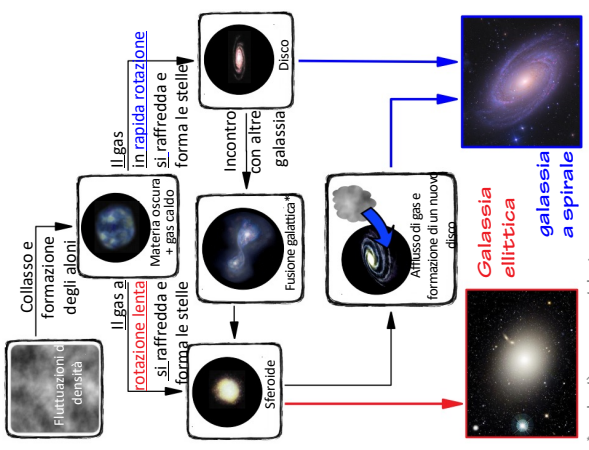 Fluttuazioni di
densità
Collasso e
formazione
degli aloni
Materia oscura
+ gas caldo
Il gas a
rotazione lenta
si raffredda e
forma le stelle
Il gas
in rapida rotazione
si raffredda e
forma le stelle
Sferoide
Fusione galattica*
Incontro
con altre
galassia
Disco
Afflusso di gas e
formazione di un nuovo
disco
Galassia
ellittica
galassia
a spirale